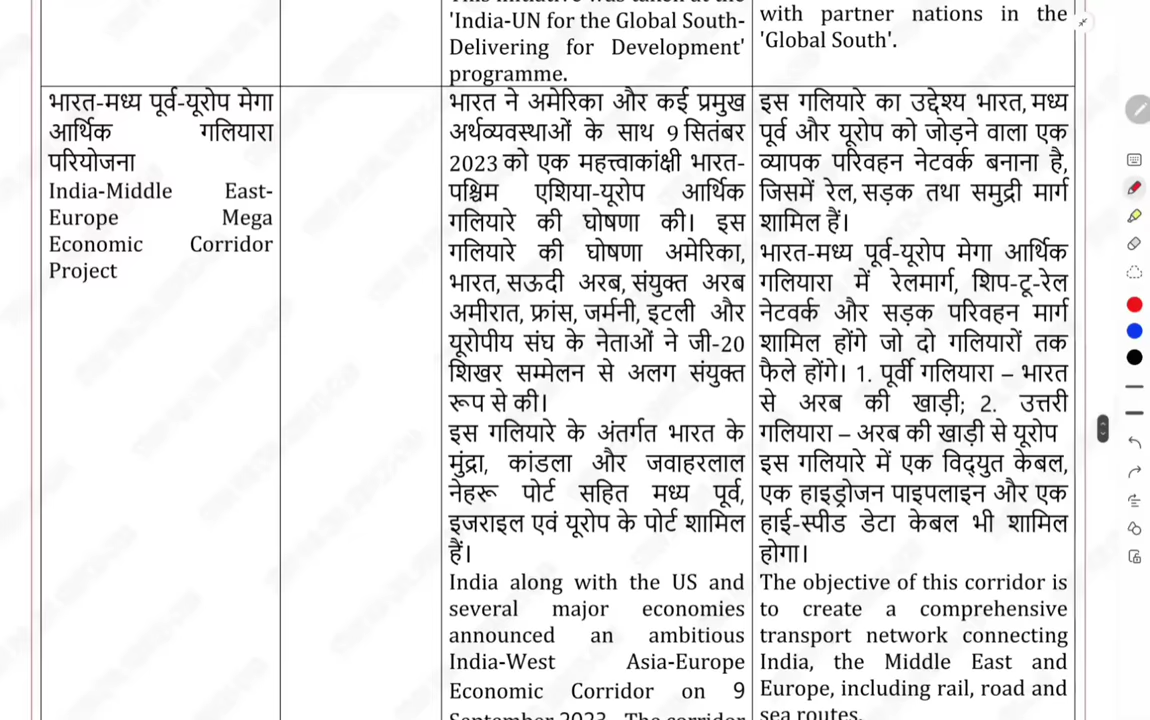 This initiative was taken at the
'India-UN for the Global South-
Delivering for Development'
programme.
with partner nations in the
'Global South'.
भारत-मध्य पूर्व-यूरोप मेगा
आर्थिक गलियारा
परियोजना
India-Middle East-
Europe Mega
Economic Corridor
Project
भारत ने अमेरिका और कई प्रमुख
अर्थव्यवस्थाओं के साथ 9 सितंबर
2023 को एक महत्त्वाकांक्षी भारत-
पश्चिम एशिया-यूरोप आर्थिक
गलियारे की घोषणा की। इस
गलियारे की घोषणा अमेरिका,
भारत, सऊदी अरब, संयुक्त अरब
अमीरात, फ्रांस, जर्मनी, इटली और
यूरोपीय संघ के नेताओं ने जी-20
शिखर सम्मेलन से अलग संयुक्त
रूप से की।
इस गलियारे के अंतर्गत भारत के
मुंद्रा, कांडला और जवाहरलाल
नेहरू पोर्ट सहित मध्य पूर्व,
इजराइल एवं यूरोप के पोर्ट शामिल
हैं।
India along with the US and
several major economies
announced an ambitious
India-West Asia-Europe
Economic Corridor on 9
September 2023. The corridor
इस गलियारे का उद्देश्य भारत, मध्य
पूर्व और यूरोप को जोड़ने वाला एक
व्यापक परिवहन नेटवर्क बनाना है,
जिसमें रेल, सड़क तथा समुद्री मार्ग
शामिल हैं।
भारत-मध्य पूर्व-यूरोप मेगा आर्थिक
गलियारा में रेलमार्ग, शिप-टू-रेल
नेटवर्क और सड़क परिवहन मार्ग
शामिल होंगे जो दो गलियारों तक
फैले होंगे। 1. पूर्वी गलियारा – भारत
से अरब की खाड़ी; 2. उत्तरी
गलियारा – अरब की खाड़ी से यूरोप
इस गलियारे में एक विद्युत केबल,
एक हाइड्रोजन पाइपलाइन और एक
हाई-स्पीड डेटा केबल भी शामिल
होगा।
The objective of this corridor is
to create a comprehensive
transport network connecting
India, the Middle East and
Europe, including rail, road and
sea routes.